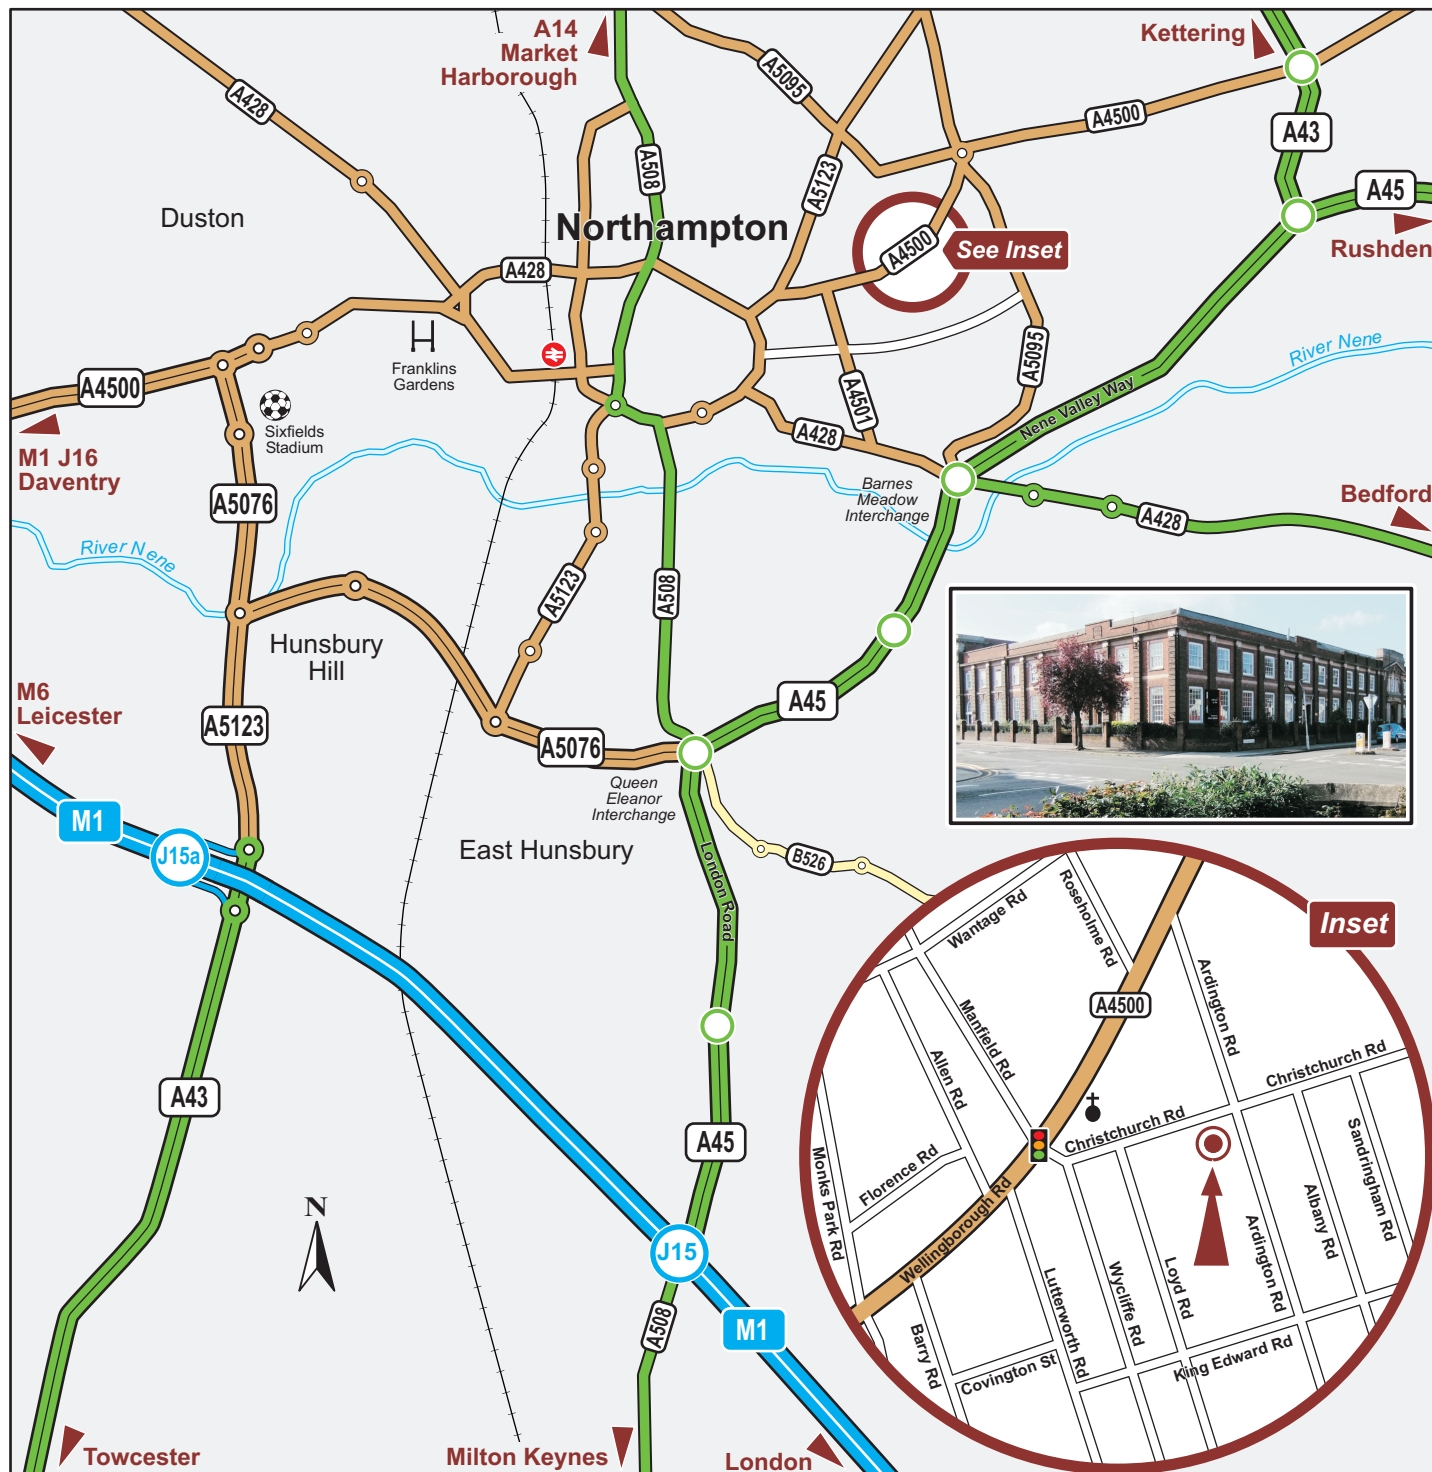 A14
Market
Harborough
Kettering
A428
A5095
A4500
A43
A508
A5123
A45
Duston
Northampton
A4500
See Inset
Rushden
A428
Franklins
Gardens
A5095
River Nene
A4500
A4501
Nene Valley Way
Sixfields
Stadium
A428
M1 J16
Daventry
A5076
Barnes
Meadow
Interchange
Bedford
A428
River Nene
A5123
A508
Hunsbury
Hill
M6
Leicester
A5123
A45
A5076
Queen
Eleanor
Interchange
M1
J15a
East Hunsbury
London Road
B526
Inset
Wantage Rd
Roseholme Rd
Ardington Rd
A4500
Manfield Rd
Allen Rd
Christchurch Rd
Christchurch Rd
Sandringham Rd
A43
A45
Monks Park Rd
Florence Rd
Albany Rd
Wellingborough Rd
Ardington Rd
Loyd Rd
Wycliffe Rd
Lutterworth Rd
N
J15
M1
A508
Barry Rd
Covington St
King Edward Rd
Towcester
Milton Keynes
London